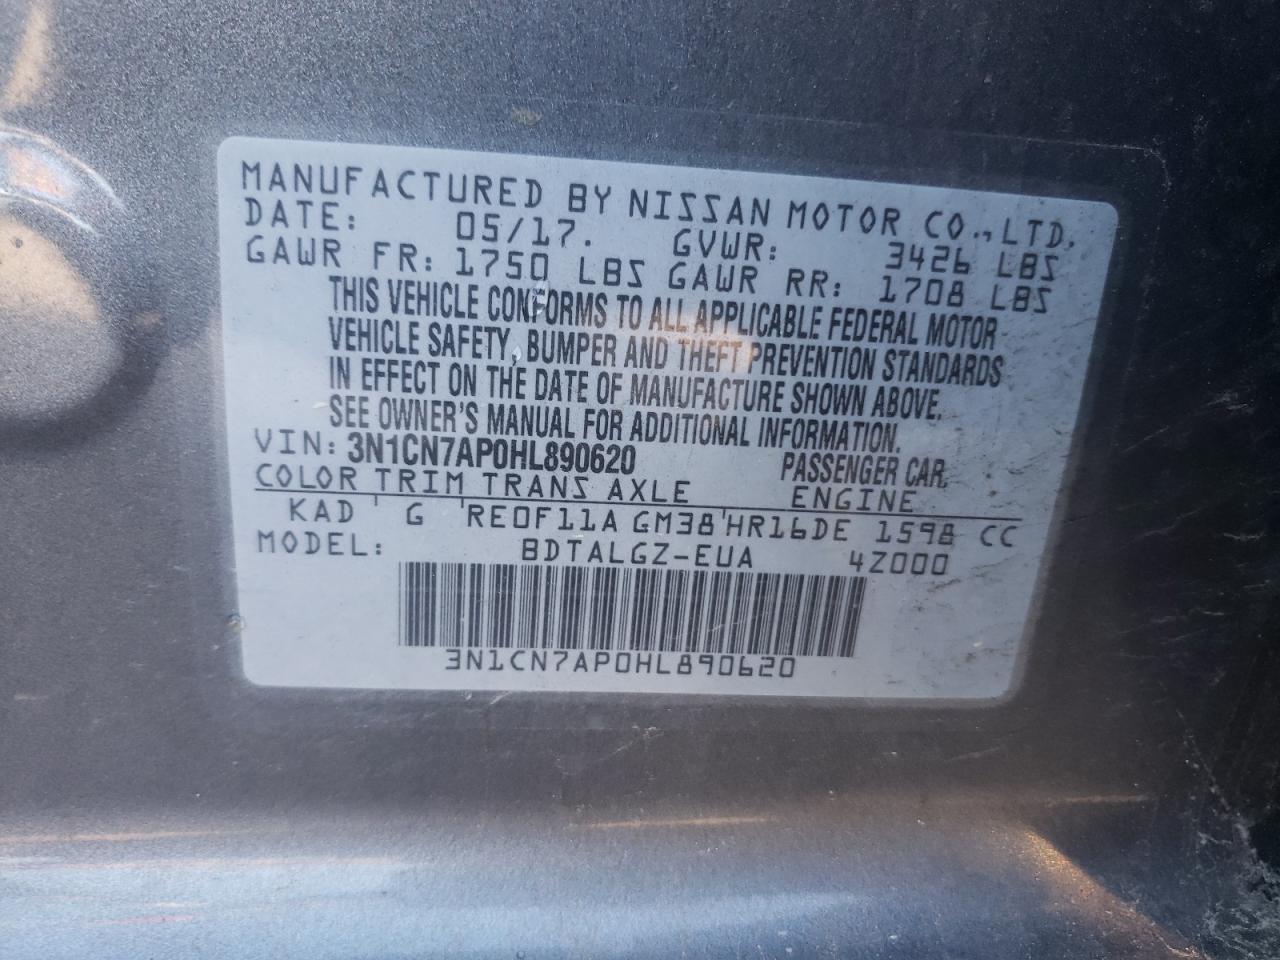 MANUFACTURED BY NISSAN MOTOR CO., LTD.
DATE: 05/17. GVWR: 3426 LBS
GAWR FR: 1750 LBS GAWR RR: 1708 LBS
THIS VEHICLE CONFORMS TO ALL APPLICABLE FEDERAL MOTOR
VEHICLE SAFETY, BUMPER AND THEFT PREVENTION STANDARDS
IN EFFECT ON THE DATE OF MANUFACTURE SHOWN ABOVE.
SEE OWNER'S MANUAL FOR ADDITIONAL INFORMATION.
VIN: 3N1CN7AP0HL890620 PASSENGER CAR.
COLOR TRIM TRANS AXLE ENGINE
KAD G RE0F11A GM38 HR16DE 1598 CC
MODEL: BDTALGZ-EUA 4Z000
3N1CN7AP0HL890620